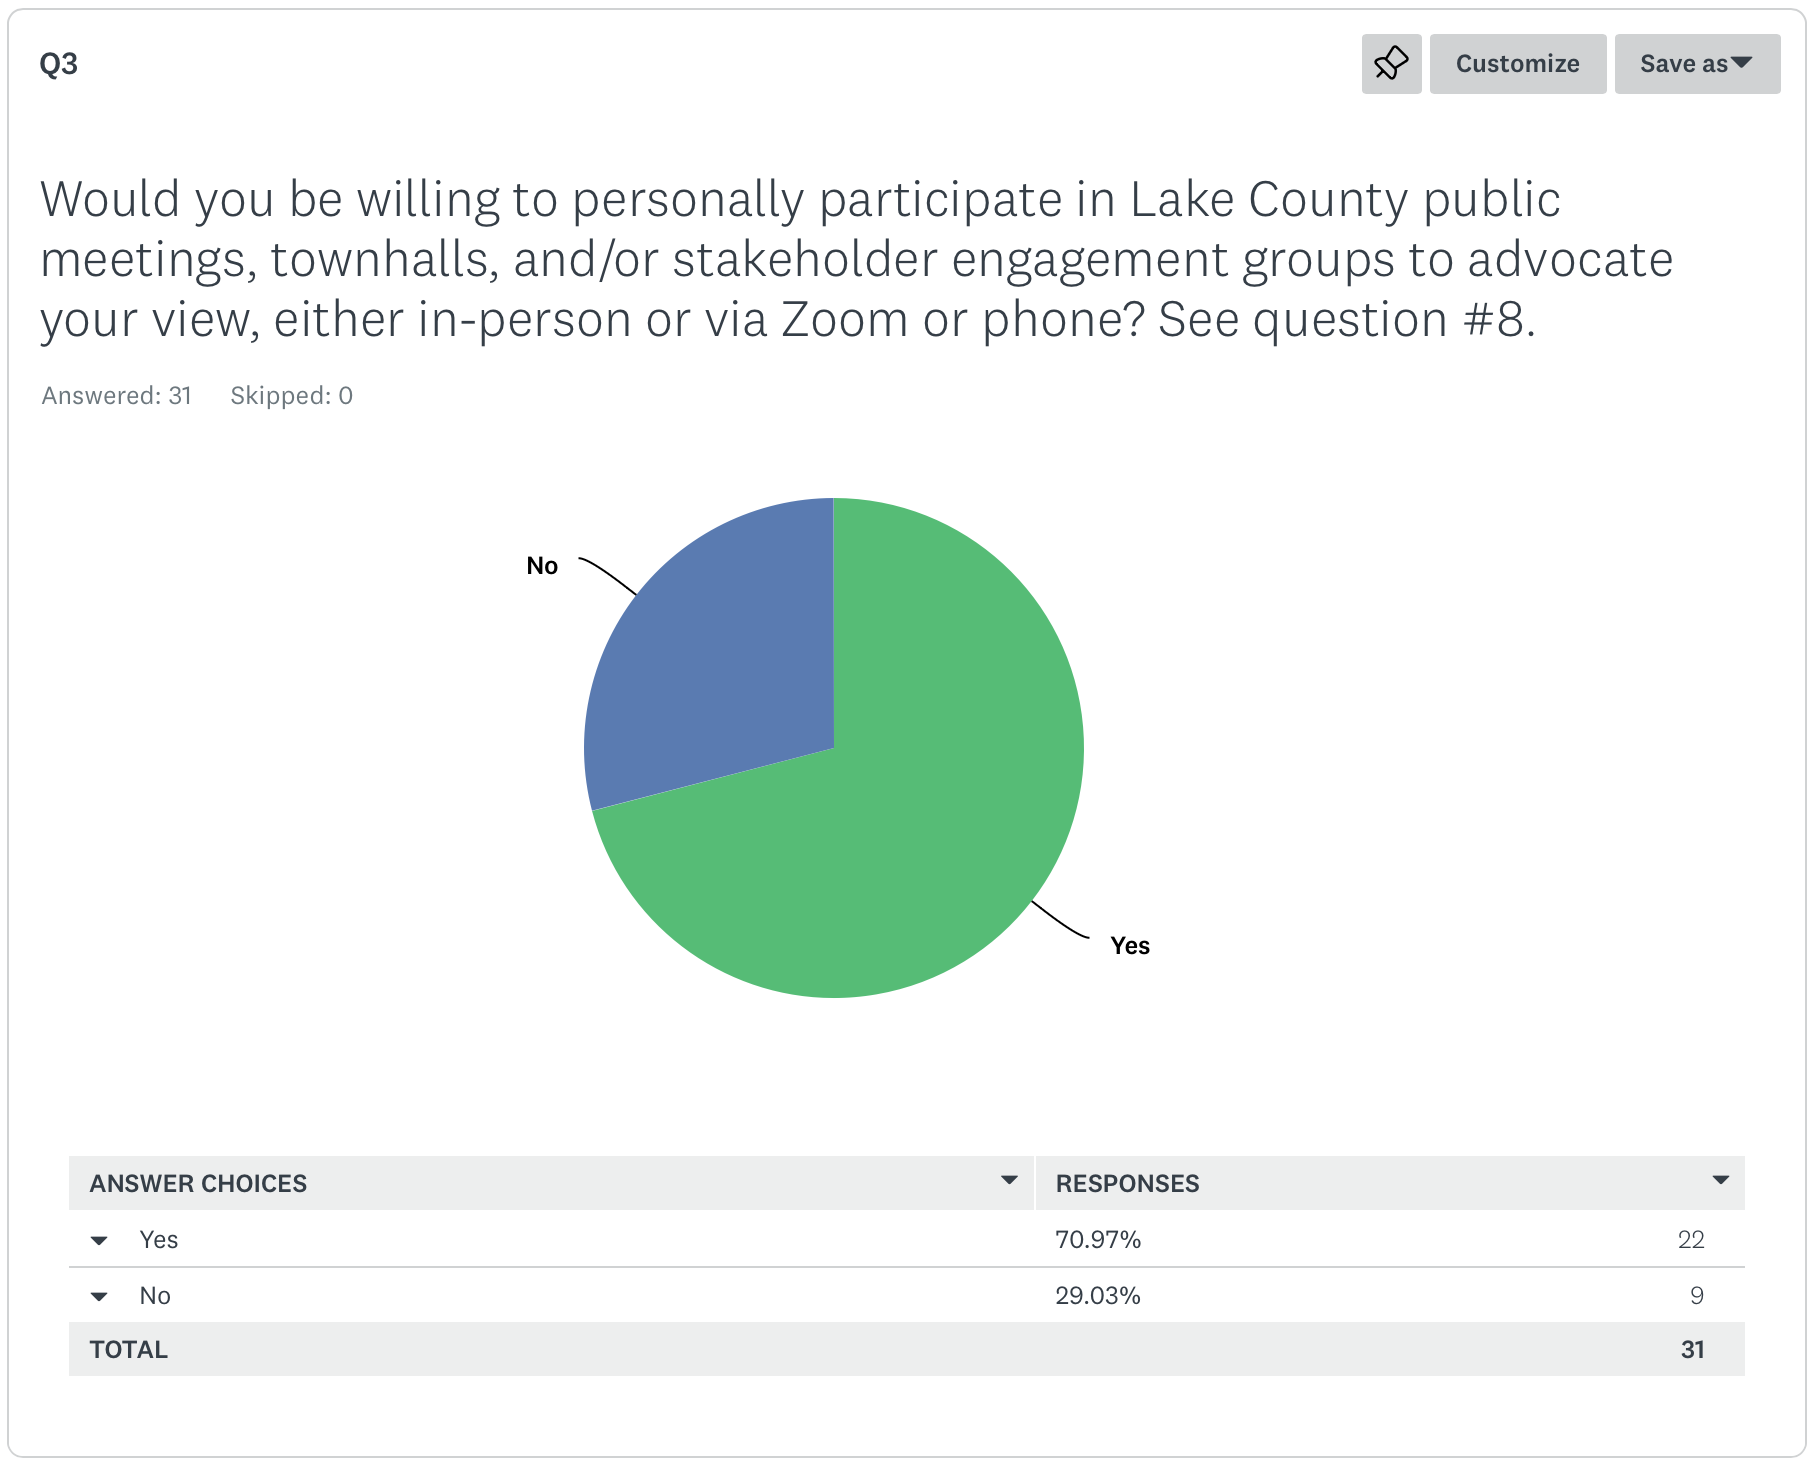 Q3
Customize
Save as
Would you be willing to personally participate in Lake County public
meetings, townhalls, and/or stakeholder engagement groups to advocate
your view, either in-person or via Zoom or phone? See question #8.
Answered: 31 Skipped: 0
No
Yes
ANSWER CHOICES RESPONSES
Yes 70.97% 22
No 29.03% 9
TOTAL 31